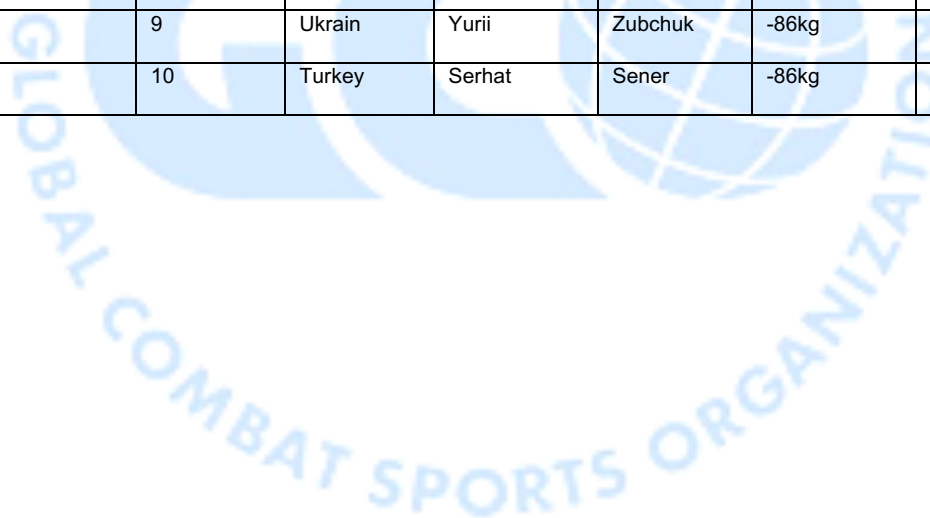 9 Ukrain Yurii Zubchuk -86kg
10 Turkey Serhat Sener -86kg
GLOBAL COMBAT SPORTS ORGANIZATION